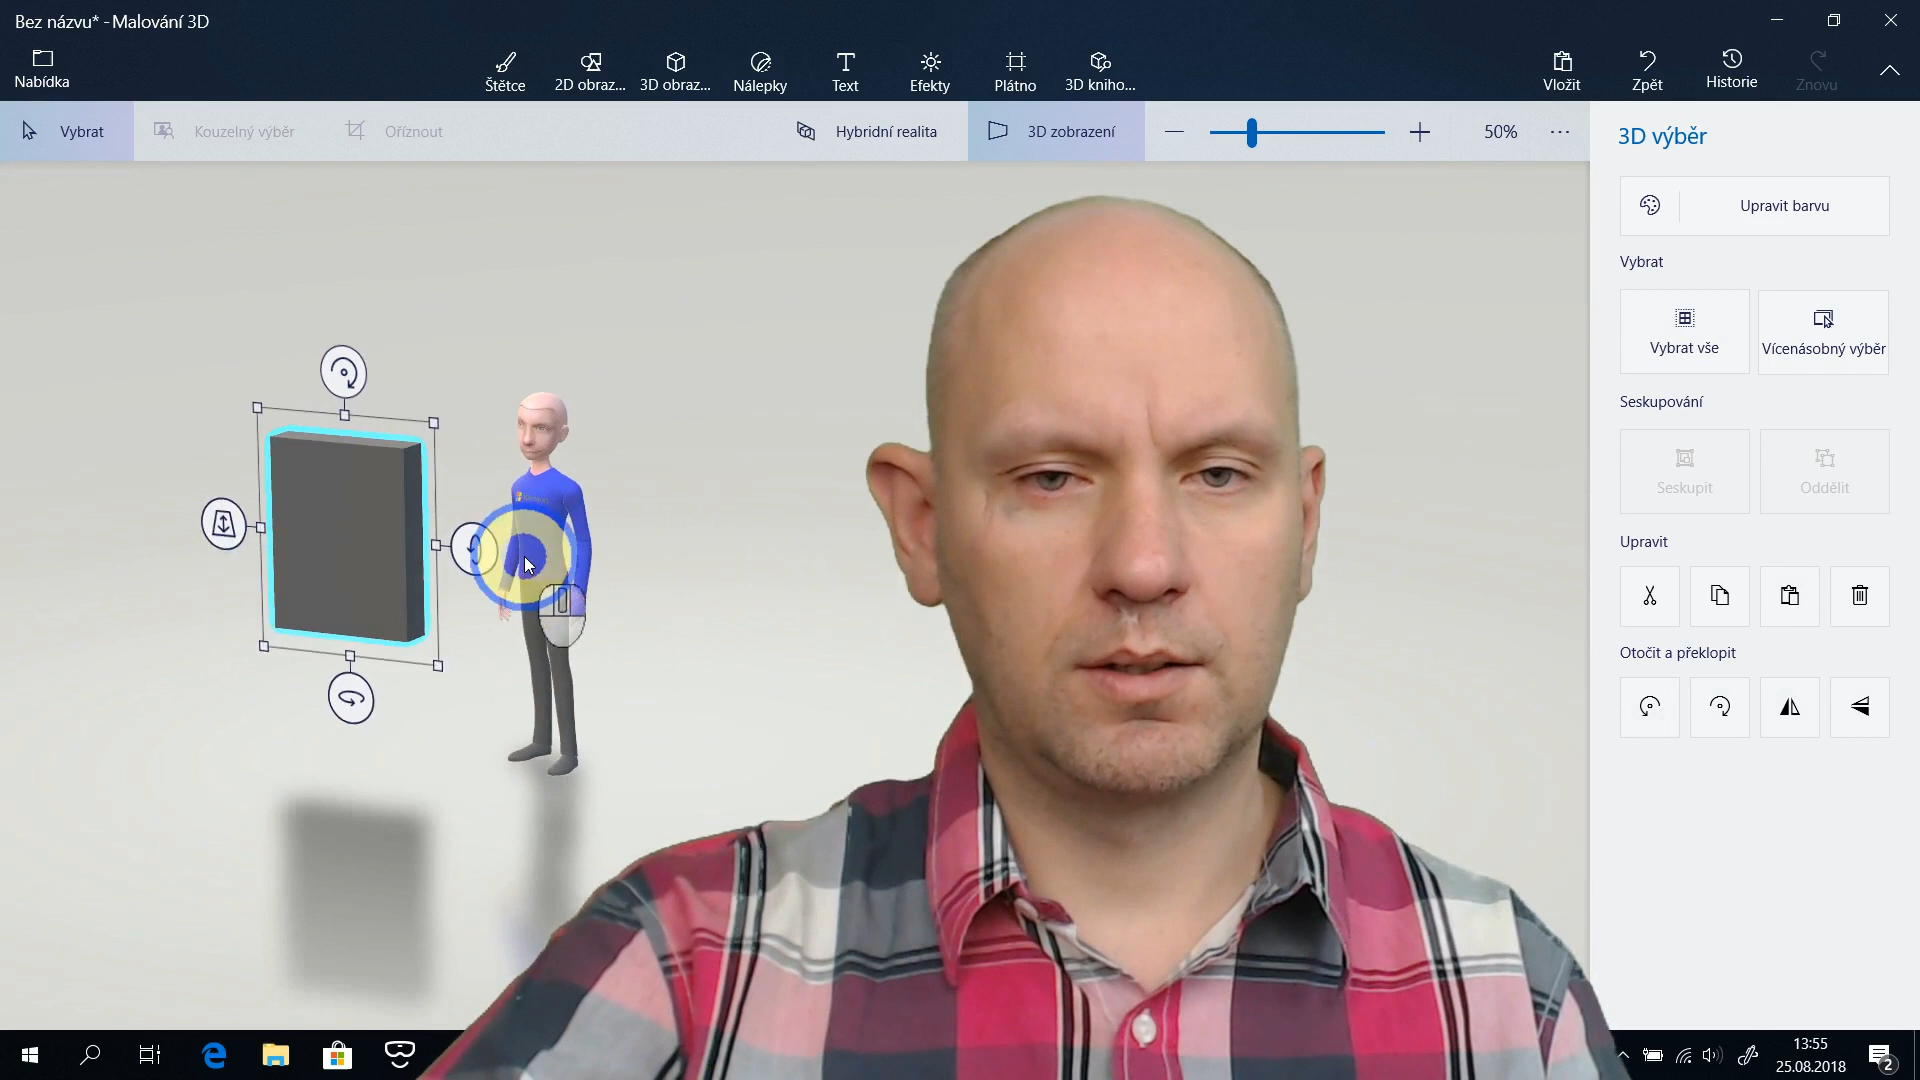 Bez názvu* - Malování 3D
Nabídka
Štětce
2D obraz...
3D obraz...
Nálepky
Text
Efekty
Plátno
3D kniho...
Vložit
Zpět
Historie
Znovu
Vybrat
Kouzelný výběr
Oříznout
Hybridní realita
3D zobrazení
50%
3D výběr
Upravit barvu
Vybrat
Vybrat vše
Vícenásobný výběr
Seskupování
Seskupit
Oddělit
Upravit
Otočit a překlopit
13:55
25.08.2018
2